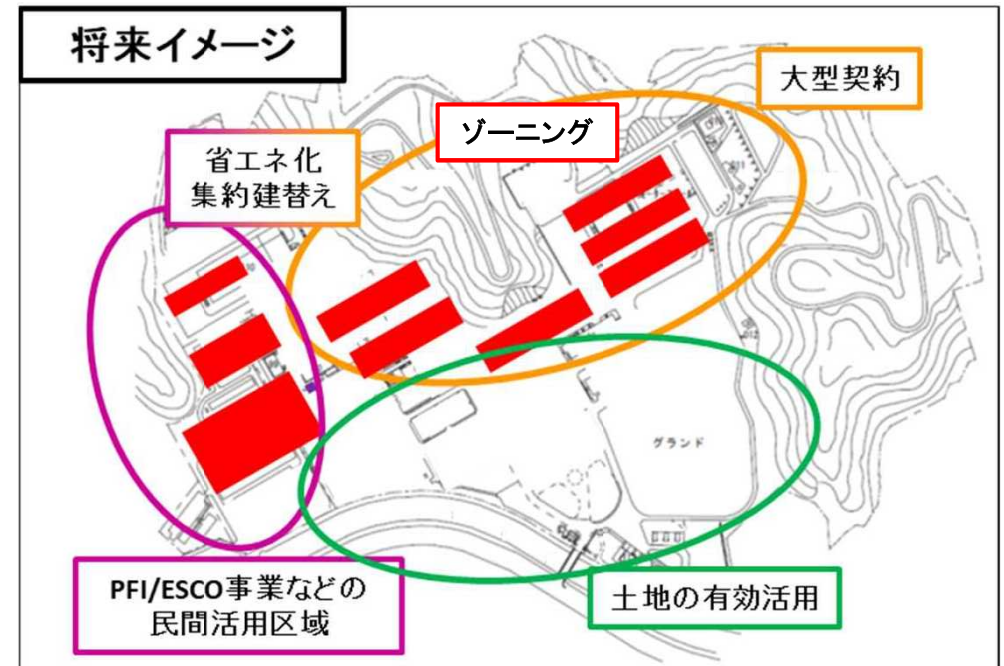 将来イメージ
大型契約
ゾーニング
省エネ化
集約建替え
グランド
PFI/ESCO事業などの
民間活用区域
土地の有効活用